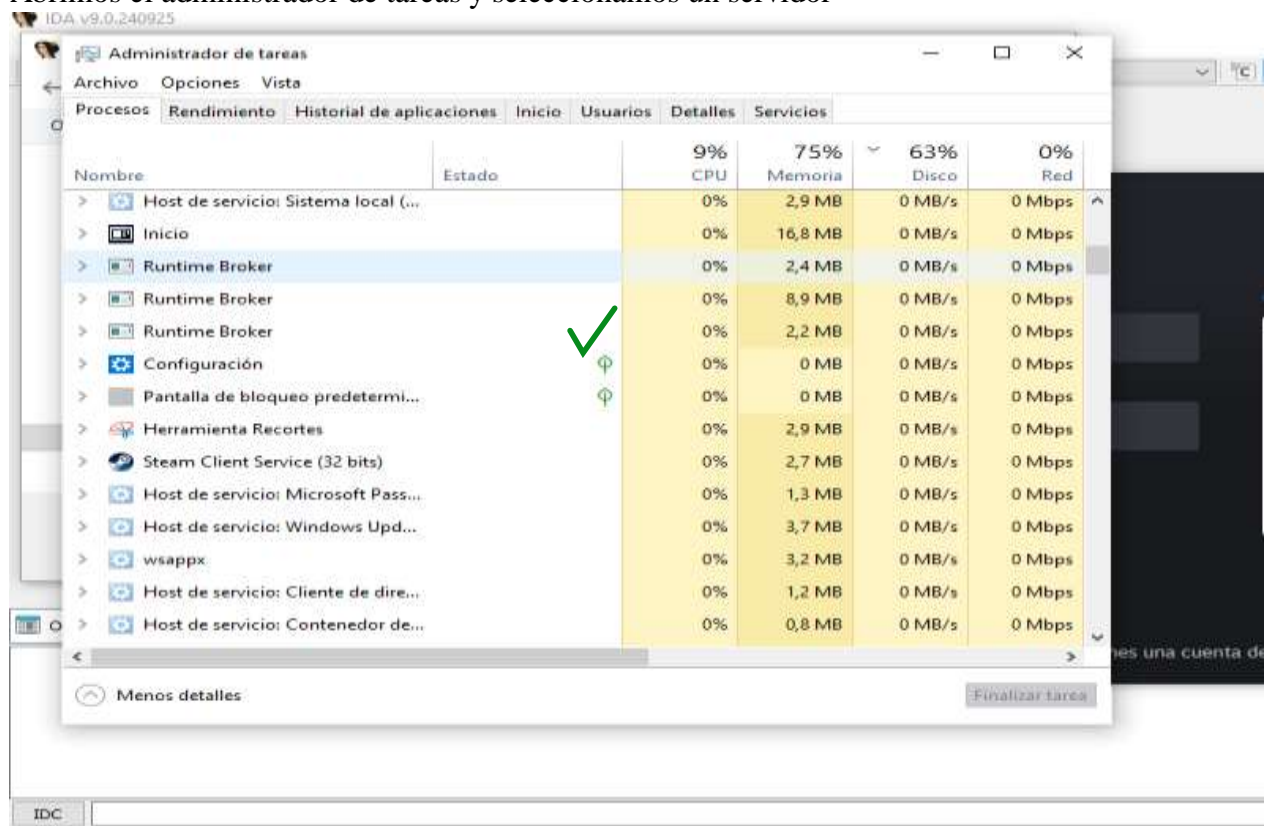 Abrimos el administrador de tareas y seleccionamos un servidor
IDA v9.0.240925
Administrador de tareas
Archivo Opciones Vista
Procesos Rendimiento Historial de aplicaciones Inicio Usuarios Detalles Servicios
9% 75% 63% 0%
Nombre Estado CPU Memoria Disco Red
Host de servicio: Sistema local (... 0% 2,9 MB 0 MB/s 0 Mbps
Inicio 0% 16,8 MB 0 MB/s 0 Mbps
Runtime Broker 0% 2,4 MB 0 MB/s 0 Mbps
Runtime Broker 0% 8,9 MB 0 MB/s 0 Mbps
Runtime Broker 0% 2,2 MB 0 MB/s 0 Mbps
Configuración 0% 0 MB 0 MB/s 0 Mbps
Pantalla de bloqueo predetermi... 0% 0 MB 0 MB/s 0 Mbps
Herramienta Recortes 0% 2,9 MB 0 MB/s 0 Mbps
Steam Client Service (32 bits) 0% 2,7 MB 0 MB/s 0 Mbps
Host de servicio: Microsoft Pass... 0% 1,3 MB 0 MB/s 0 Mbps
Host de servicio: Windows Upd... 0% 3,7 MB 0 MB/s 0 Mbps
wsappx 0% 3,2 MB 0 MB/s 0 Mbps
Host de servicio: Cliente de dire... 0% 1,2 MB 0 MB/s 0 Mbps
Host de servicio: Contenedor de... 0% 0,8 MB 0 MB/s 0 Mbps
una cuenta de
Menos detalles Finalizar tarea
IDC